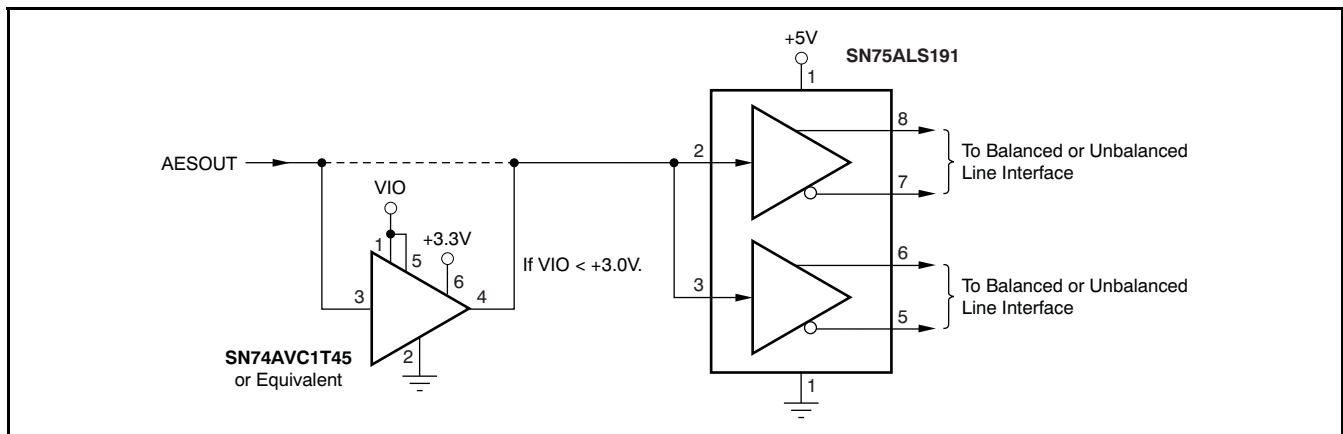 +5V
SN75ALS191
1
8
AESOUT
2
To Balanced or Unbalanced
Line Interface
7
VIO
+3.3V
1
5
6
If VIO < +3.0V.
3
4
3
6
To Balanced or Unbalanced
Line Interface
5
SN74AVC1T45
or Equivalent
2
1